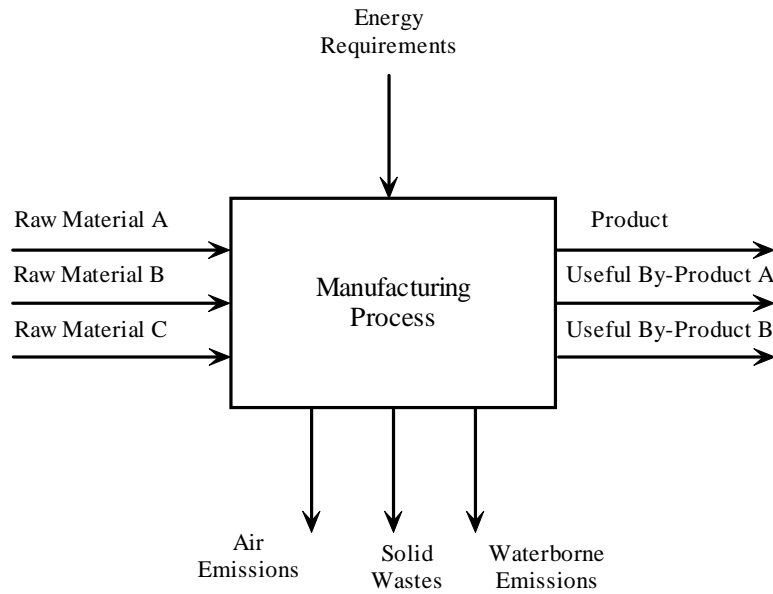 Energy
Requirements
Raw Material A
Raw Material B
Raw Material C
Manufacturing
Process
Product
Useful By-Product A
Useful By-Product B
Air
Emissions
Solid
Wastes
Waterborne
Emissions